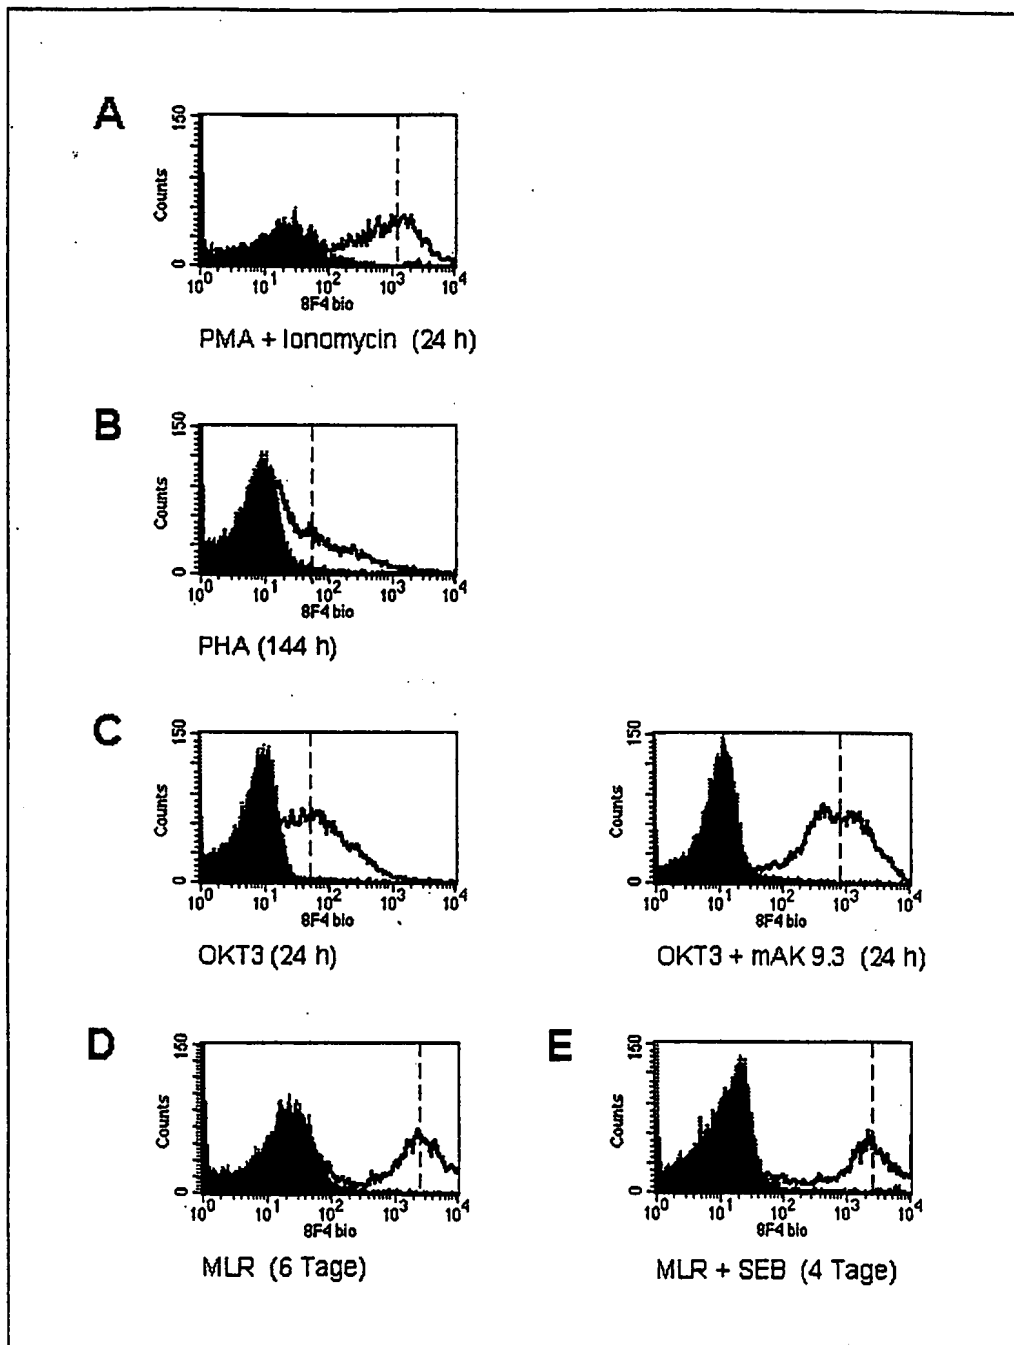 A
150
Counts
0
10^0 10^1 10^2 10^3 10^4
8F4 bio
PMA + Ionomycin (24 h)
B
150
Counts
0
10^0 10^1 10^2 10^3 10^4
8F4 bio
PHA (144 h)
C
150
Counts
0
10^0 10^1 10^2 10^3 10^4
8F4 bio
OKT3 (24 h)
150
Counts
0
10^0 10^1 10^2 10^3 10^4
8F4 bio
OKT3 + mAK 9.3 (24 h)
D
150
Counts
0
10^0 10^1 10^2 10^3 10^4
8F4 bio
MLR (6 Tage)
E
150
Counts
0
10^0 10^1 10^2 10^3 10^4
8F4 bio
MLR + SEB (4 Tage)